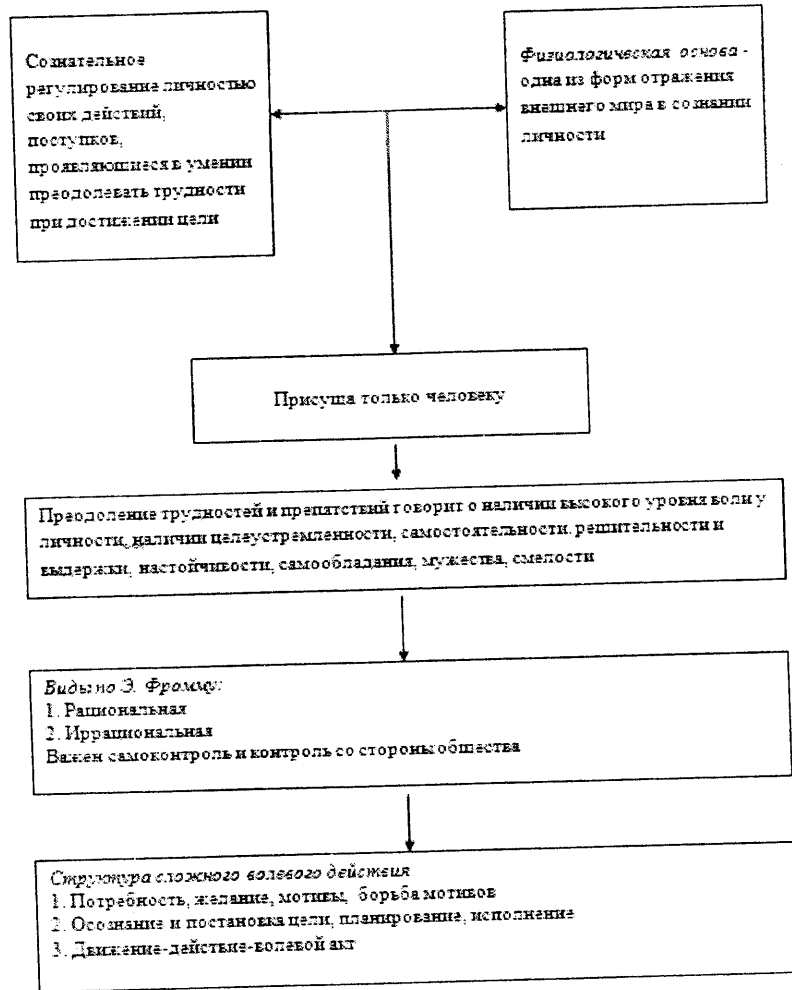 Сознательное
регулирование личностью
своих действий,
поступков,
проявляющиеся в умении
преодолевать трудности
при достижении цели
Физиологическая основа -
одна из форм отражения
внешнего мира в сознании
личности
Присуща только человеку
Преодоление трудностей и препятствий говорит о наличии высокого уровня воли у
личности, наличии целеустремленности, самостоятельности. решительности и
выдержки, настойчивости, самообладания, мужества, смелости
Виды по Э. Фромму:
1. Рациональная
2. Иррациональная
Важен самоконтроль и контроль со стороны общества
Структура сложного волевого действия
1. Потребность, желание, мотивы, борьба мотивов
2. Осознание и постановка цели, планирование, исполнение
3. Движение-действие-волевой акт